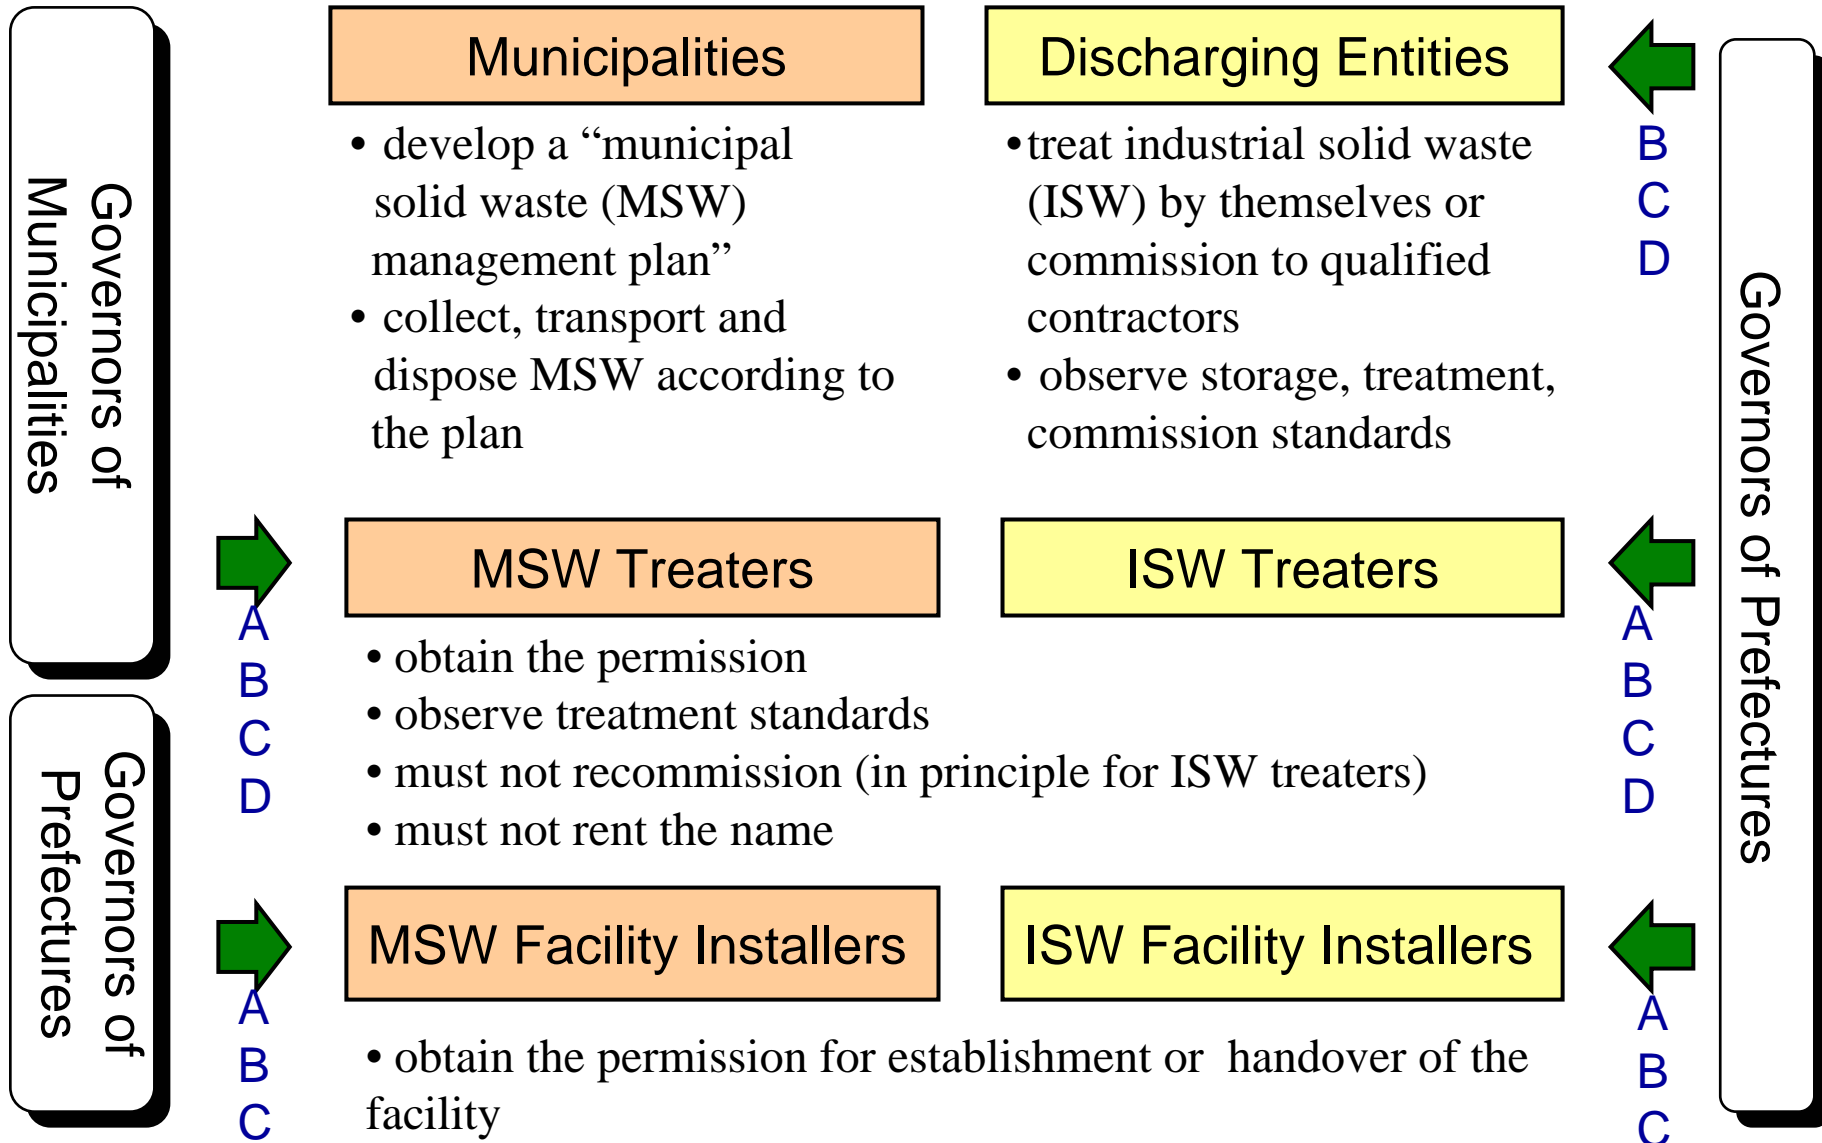 Governors of
Municipalities
Municipalities
• develop a “municipal
solid waste (MSW)
management plan”
• collect, transport and
dispose MSW according to
the plan
Discharging Entities
•treat industrial solid waste
(ISW) by themselves or
commission to qualified
contractors
• observe storage, treatment,
commission standards
B
C
D
Governors of Prefectures
A
B
C
D
MSW Treaters
ISW Treaters
A
B
C
D
• obtain the permission
• observe treatment standards
• must not recommission (in principle for ISW treaters)
• must not rent the name
Governors of
Prefectures
A
B
C
MSW Facility Installers
ISW Facility Installers
A
B
C
• obtain the permission for establishment or handover of the
facility